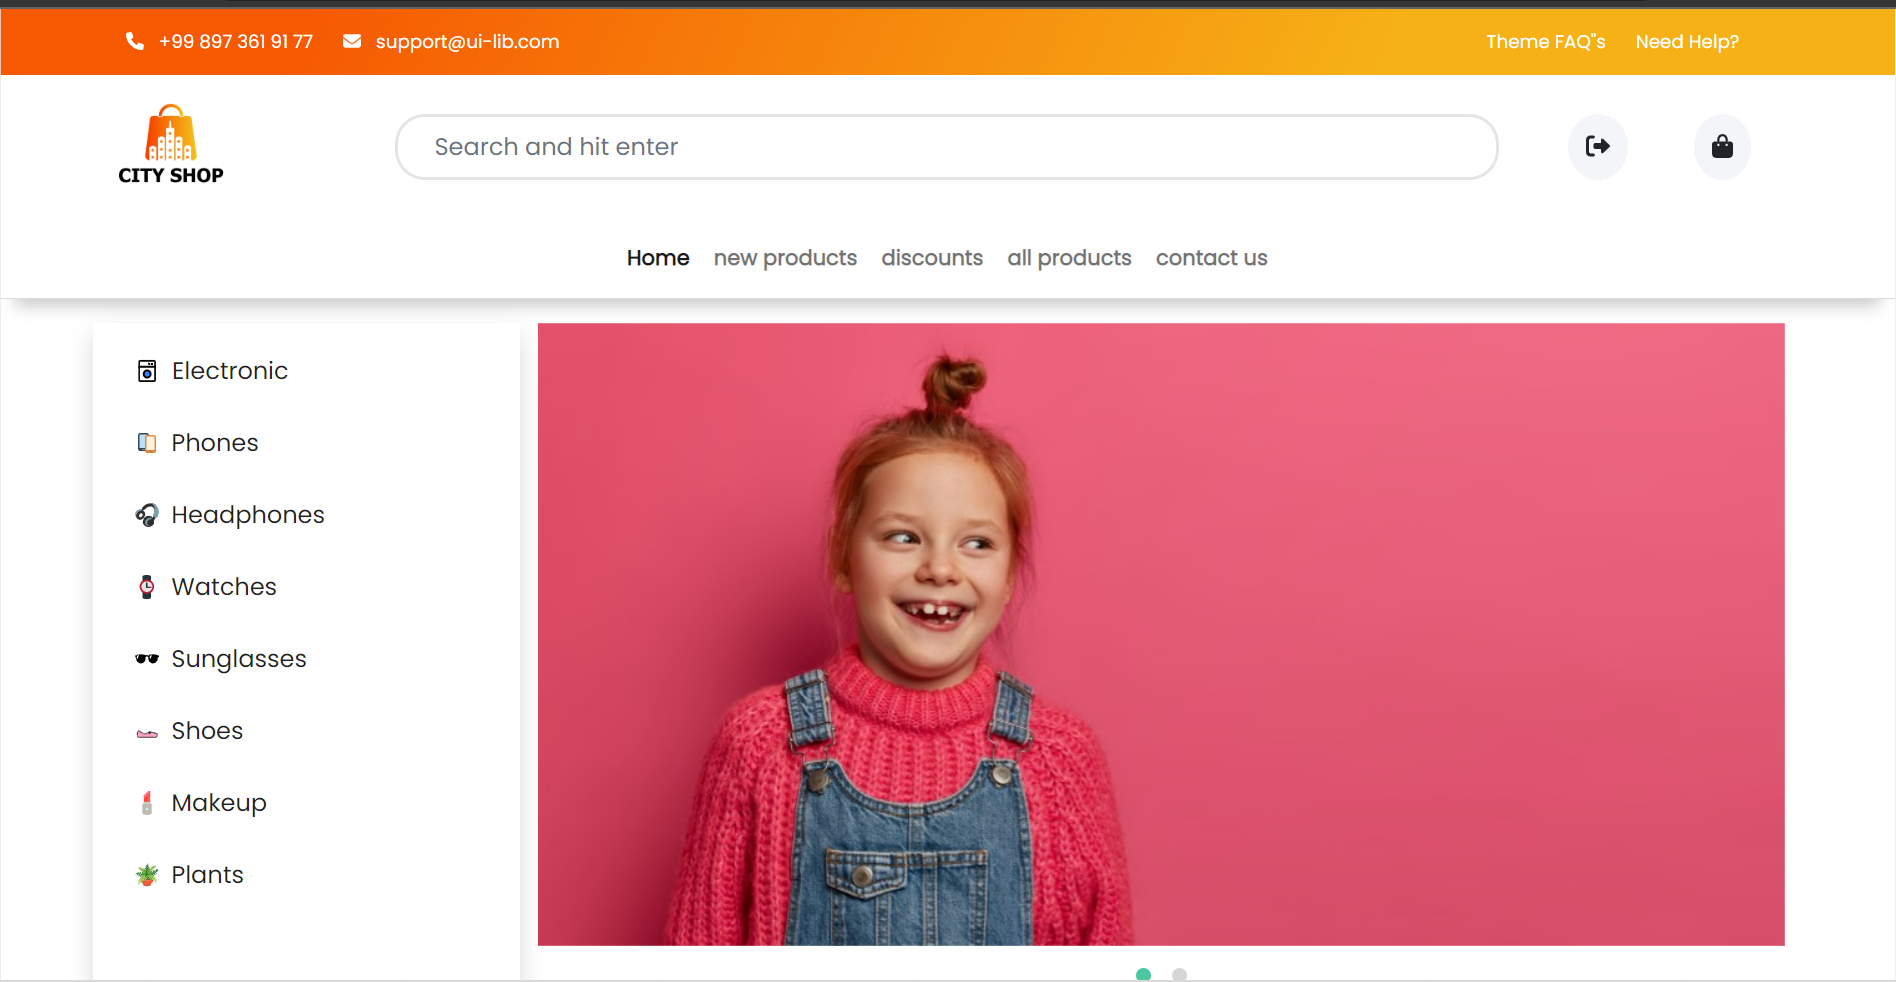 +99 897 361 91 77 support@ui-lib.com Theme FAQ"s Need Help?
CITY SHOP
Search and hit enter
Home new products discounts all products contact us
Electronic
Phones
Headphones
Watches
Sunglasses
Shoes
Makeup
Plants